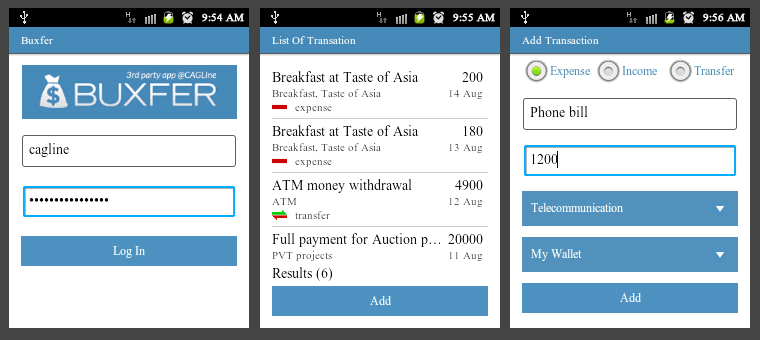 9:54 AM
Buxfer
3rd party app @CAGLine
BUXFER
cagline
••••••••••••••••
Log In
9:55 AM
List Of Transation
Breakfast at Taste of Asia 200
Breakfast, Taste of Asia 14 Aug
expense
Breakfast at Taste of Asia 180
Breakfast, Taste of Asia 13 Aug
expense
ATM money withdrawal 4900
ATM 12 Aug
transfer
Full payment for Auction p... 20000
PVT projects 11 Aug
Results (6)
Add
9:56 AM
Add Transaction
Expense Income Transfer
Phone bill
1200
Telecommunication
My Wallet
Add